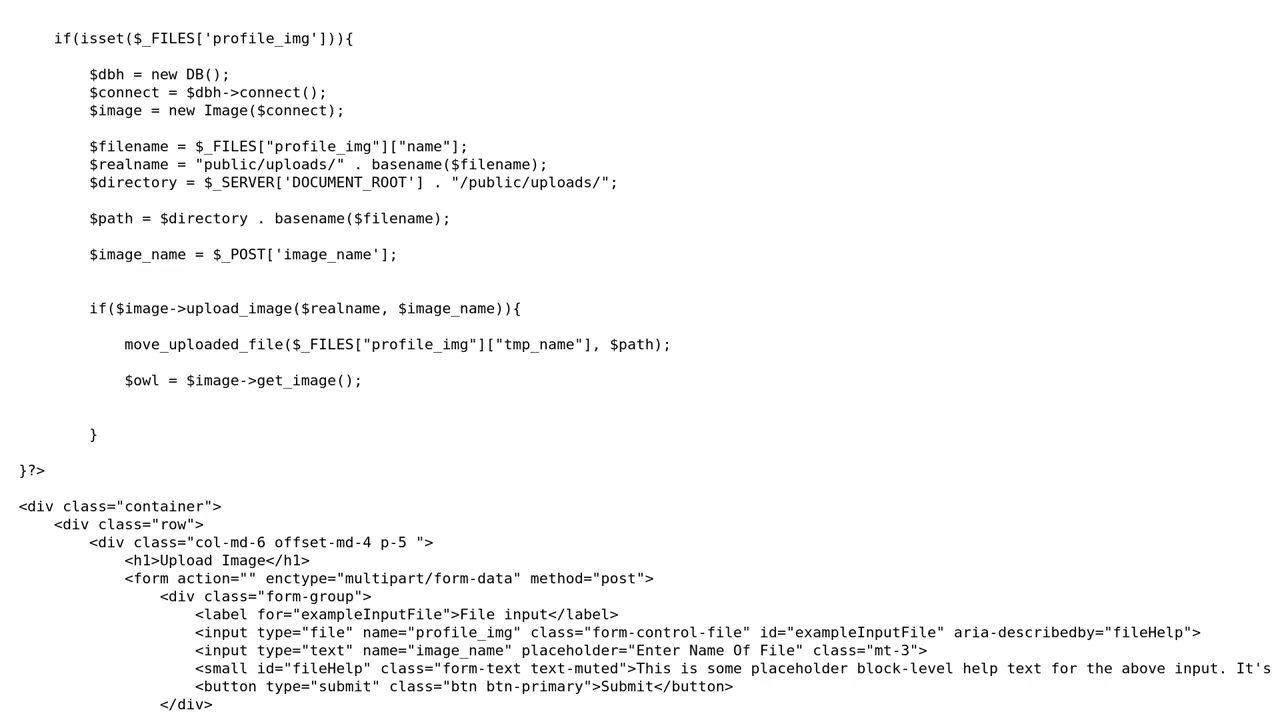 if(isset($_FILES['profile_img'])){
$dbh = new DB();
$connect = $dbh->connect();
$image = new Image($connect);
$filename = $_FILES["profile_img"]["name"];
$realname = "public/uploads/" . basename($filename);
$directory = $_SERVER['DOCUMENT_ROOT'] . "/public/uploads/";
$path = $directory . basename($filename);
$image_name = $_POST['image_name'];
if($image->upload_image($realname, $image_name)){
move_uploaded_file($_FILES["profile_img"]["tmp_name"], $path);
$owl = $image->get_image();
}
}?>
<div class="container">
<div class="row">
<div class="col-md-6 offset-md-4 p-5 ">
<h1>Upload Image</h1>
<form action="" enctype="multipart/form-data" method="post">
<div class="form-group">
<label for="exampleInputFile">File input</label>
<input type="file" name="profile_img" class="form-control-file" id="exampleInputFile" aria-describedby="fileHelp">
<input type="text" name="image_name" placeholder="Enter Name Of File" class="mt-3">
<small id="fileHelp" class="form-text text-muted">This is some placeholder block-level help text for the above input. It's
<button type="submit" class="btn btn-primary">Submit</button>
</div>